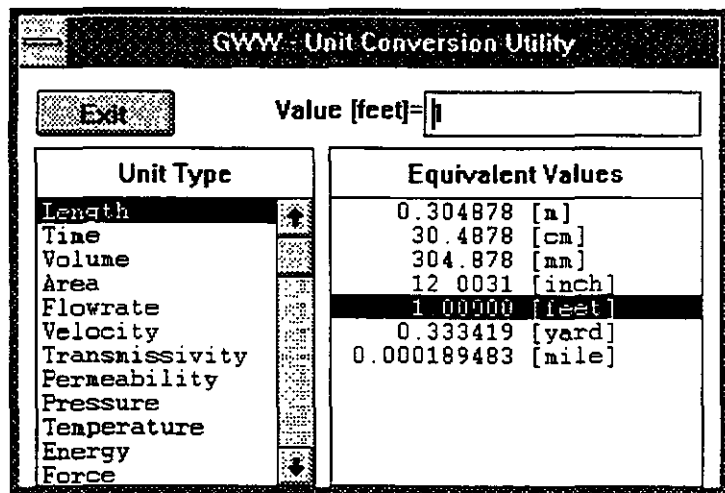 GWW - Unit Conversion Utility
Exit
Value [feet]=1
Unit Type
Length
Time
Volume
Area
Flowrate
Velocity
Transmissivity
Permeability
Pressure
Temperature
Energy
Force
Equivalent Values
0.304878 [m]
30.4878 [cm]
304.878 [mm]
12 0031 [inch]
1 00000 [feet]
0.333419 [yard]
0.000189483 [mile]